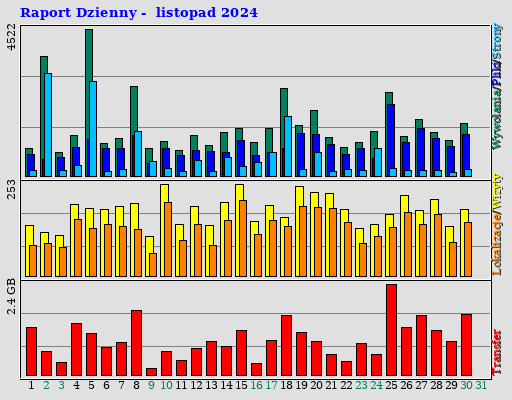 Raport Dzienny - listopad 2024
4522
Wywołania/Pliki/Strony
253
Lokalizacje/Wizyty
2.4 GB
Transfer
1 2 3 4 5 6 7 8 9 10 11 12 13 14 15 16 17 18 19 20 21 22 23 24 25 26 27 28 29 30 31